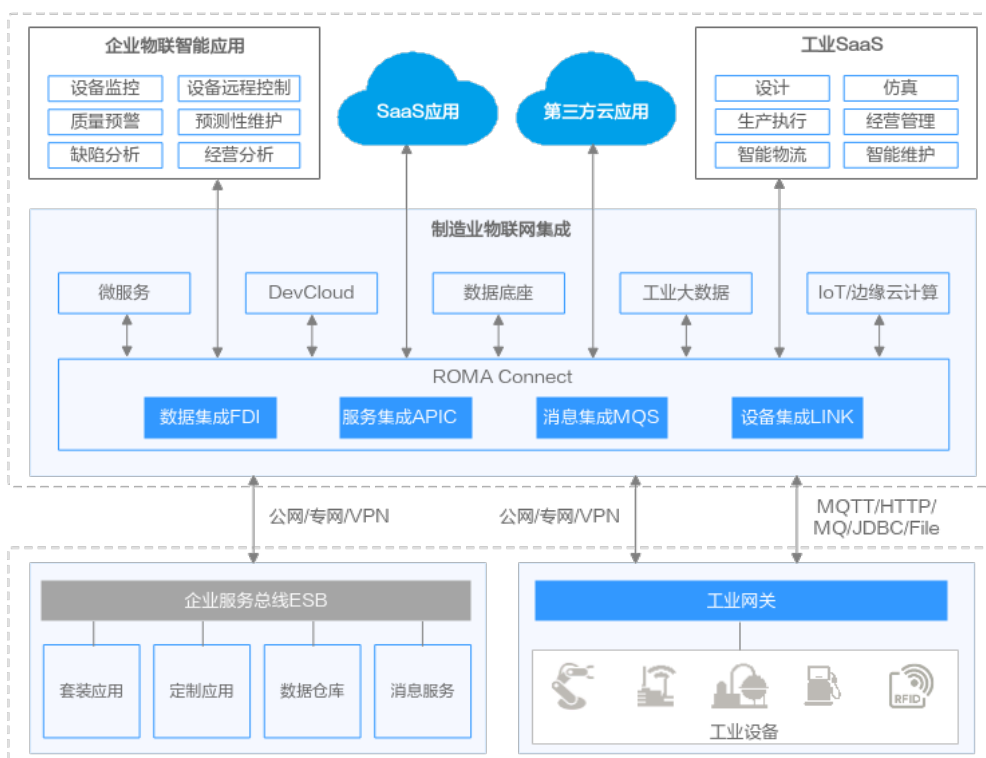 企业物联智能应用
设备监控
设备远程控制
质量预警
预测性维护
缺陷分析
经营分析
SaaS应用
第三方云应用
工业SaaS
设计
仿真
生产执行
经营管理
智能物流
智能维护
制造业物联网集成
微服务
DevCloud
数据底座
工业大数据
IoT/边缘云计算
ROMA Connect
数据集成FDI
服务集成APIC
消息集成MQS
设备集成LINK
公网/专网/VPN
公网/专网/VPN
MQTT/HTTP/
MQ/JDBC/File
企业服务总线ESB
套装应用
定制应用
数据仓库
消息服务
工业网关
RFID
工业设备